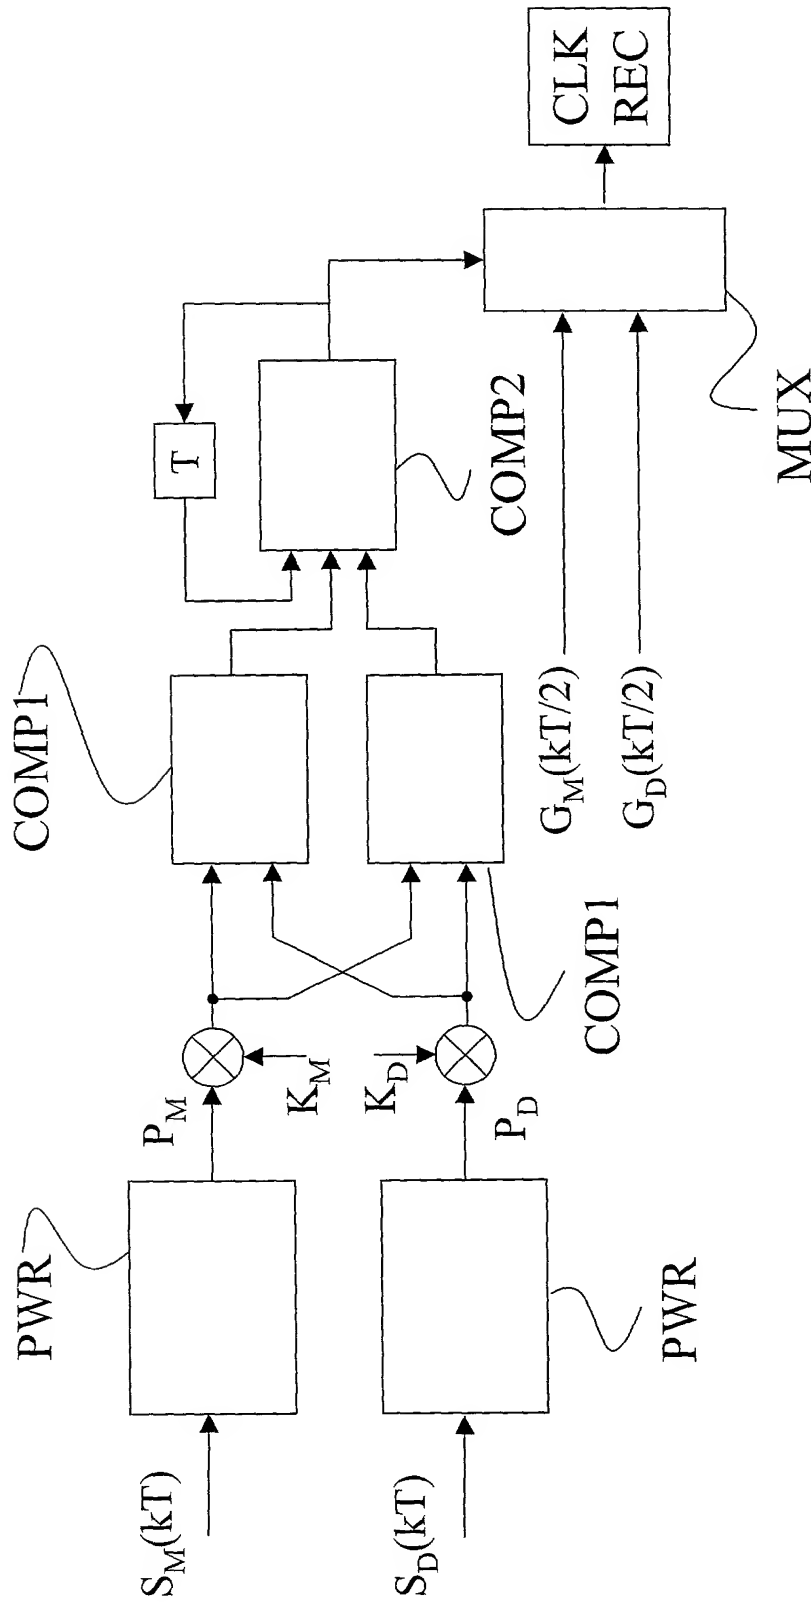 S_M(kT)
S_D(kT)
PWR
PWR
P_M
K_M
K_D
P_D
COMP1
COMP1
T
COMP2
G_M(kT/2)
G_D(kT/2)
MUX
CLK
REC